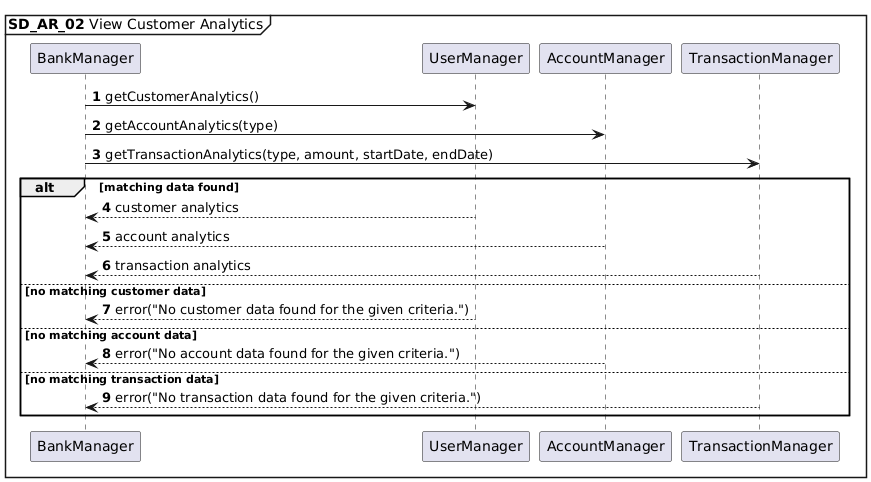 SD_AR_02 View Customer Analytics
BankManager UserManager AccountManager TransactionManager
1 getCustomerAnalytics()
2 getAccountAnalytics(type)
3 getTransactionAnalytics(type, amount, startDate, endDate)
alt [matching data found]
4 customer analytics
5 account analytics
6 transaction analytics
[no matching customer data]
7 error("No customer data found for the given criteria.")
[no matching account data]
8 error("No account data found for the given criteria.")
[no matching transaction data]
9 error("No transaction data found for the given criteria.")
BankManager UserManager AccountManager TransactionManager